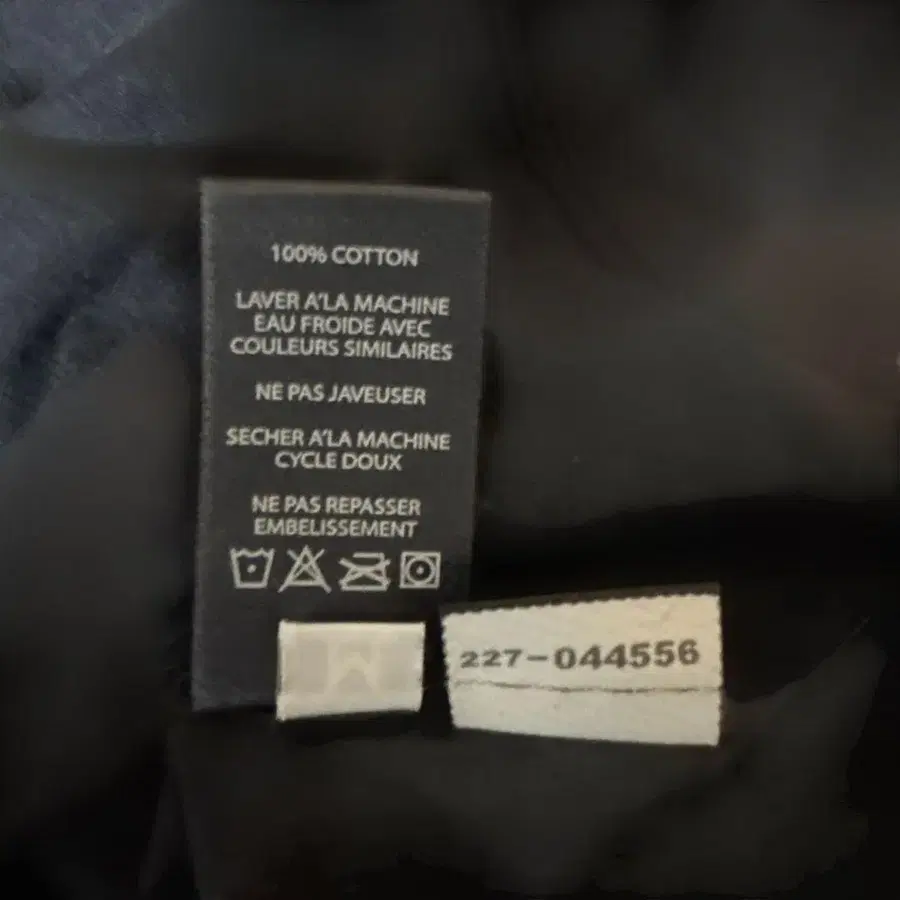 100% COTTON
LAVER A'LA MACHINE
EAU FROIDE AVEC
COULEURS SIMILAIRES
NE PAS JAVEUSER
SECHER A'LA MACHINE
CYCLE DOUX
NE PAS REPASSER
EMBELISSEMENT
M
227-044556